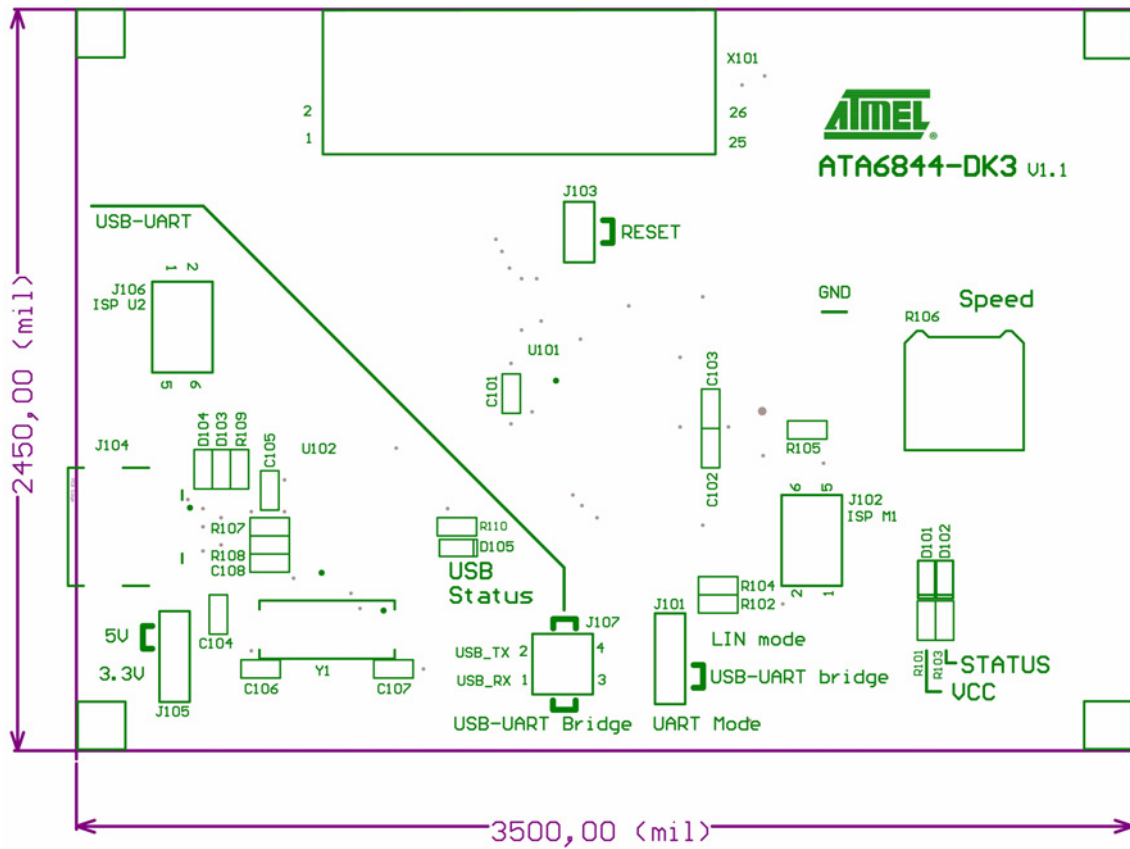 X101
2
26
1
25
ATMEL®
ATA6844-DK3 V1.1
J103
RESET
USB-UART
1 2
J106
ISP U2
5 6
GND
Speed
R106
U101
C101
C103
C102
R105
2450,00 (mil)
J104
D104
D103
R109
C105
U102
R107
R108
C108
R110
D105
USB
Status
6 5
J102
ISP M1
2 1
D101
D102
R104
R102
J101
J107
5V
3.3V
J105
C104
C106
Y1
C107
USB_TX 2
4
USB_RX 1
3
LIN mode
USB-UART bridge
USB-UART Bridge
UART Mode
R101
R103
STATUS
VCC
3500,00 (mil)